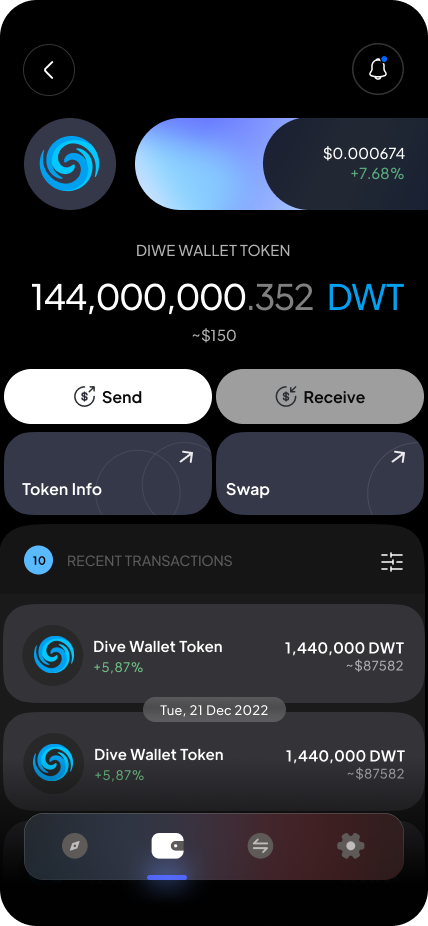 $0.000674
+7.68%
DIWE WALLET TOKEN
144,000,000.352 DWT
~$150
Send
Receive
Token Info
Swap
10 RECENT TRANSACTIONS
Dive Wallet Token 1,440,000 DWT
+5,87% ~$87582
Tue, 21 Dec 2022
Dive Wallet Token 1,440,000 DWT
+5,87% ~$87582